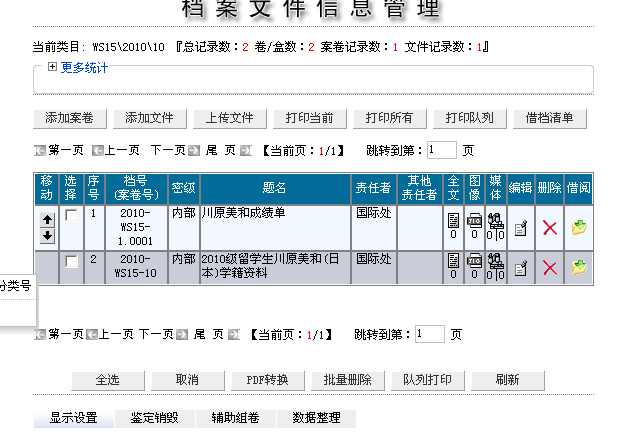 档案文件信息管理
当前类目: WS15\2010\10 『总记录数：2 卷/盒数：2 案卷记录数：1 文件记录数：1』
更多统计
添加案卷 添加文件 上传文件 打印当前 打印所有 打印队列 借档清单
第一页 上一页 下一页 尾 页 【当前页：1/1】 跳转到第：1 页
移动 选择 序号 档号(案卷号) 密级 题名 责任者 其他责任者 全文 图像 媒体 编辑 删除 借阅
1 2010-WS15-1.0001 内部 川原美和成绩单 国际处 0 0 0|0
2 2010-WS15-10 内部 2010级留学生川原美和(日本)学籍资料 国际处 0 0 0|0
分类号
第一页 上一页 下一页 尾 页 【当前页：1/1】 跳转到第：1 页
全选 取消 PDF转换 批量删除 队列打印 刷新
显示设置 鉴定销毁 辅助组卷 数据整理